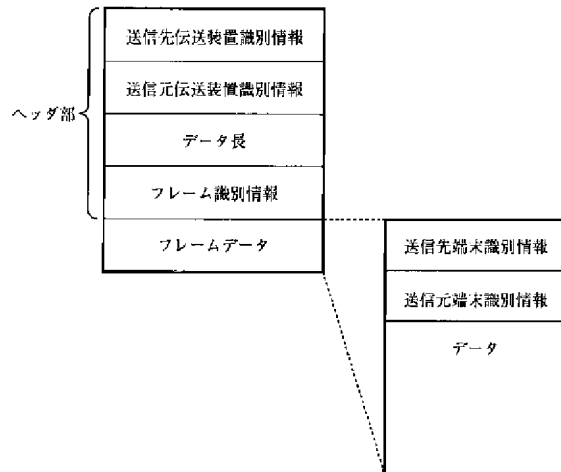 送信先伝送装置識別情報
送信元伝送装置識別情報
ヘッダ部
データ長
フレーム識別情報
フレームデータ
送信先端末識別情報
送信元端末識別情報
データ